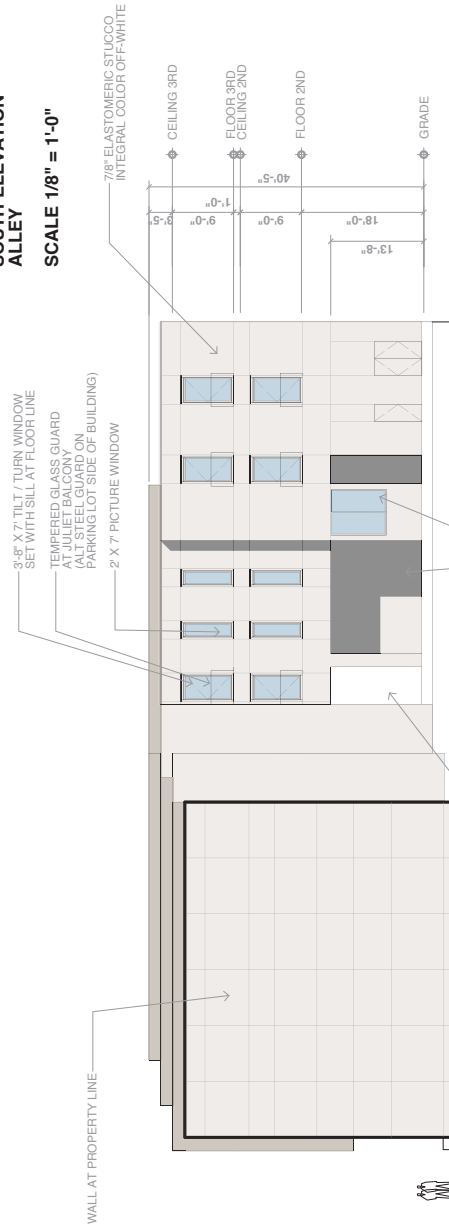 ALLEY
SCALE 1/8" = 1'-0"
3'-8" X 7' TILT / TURN WINDOW
SET WITH SILL AT FLOOR LINE
TEMPERED GLASS GUARD
AT JULIET BALCONY
(ALT STEEL GUARD ON
PARKING LOT SIDE OF BUILDING)
2' X 7' PICTURE WINDOW
7/8" ELASTOMERIC STUCCO
INTEGRAL COLOR OFF-WHITE
WALL AT PROPERTY LINE
CEILING 3RD
FLOOR 3RD
CEILING 2ND
FLOOR 2ND
GRADE
40'-5"
3'-5"
9'-0"
1'-0"
9'-0"
18'-0"
13'-8"